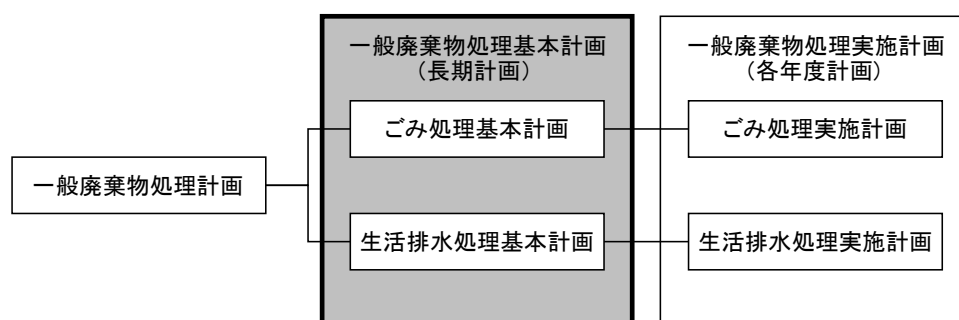 一般廃棄物処理基本計画
（長期計画）
一般廃棄物処理実施計画
（各年度計画）
ごみ処理基本計画
ごみ処理実施計画
一般廃棄物処理計画
生活排水処理基本計画
生活排水処理実施計画